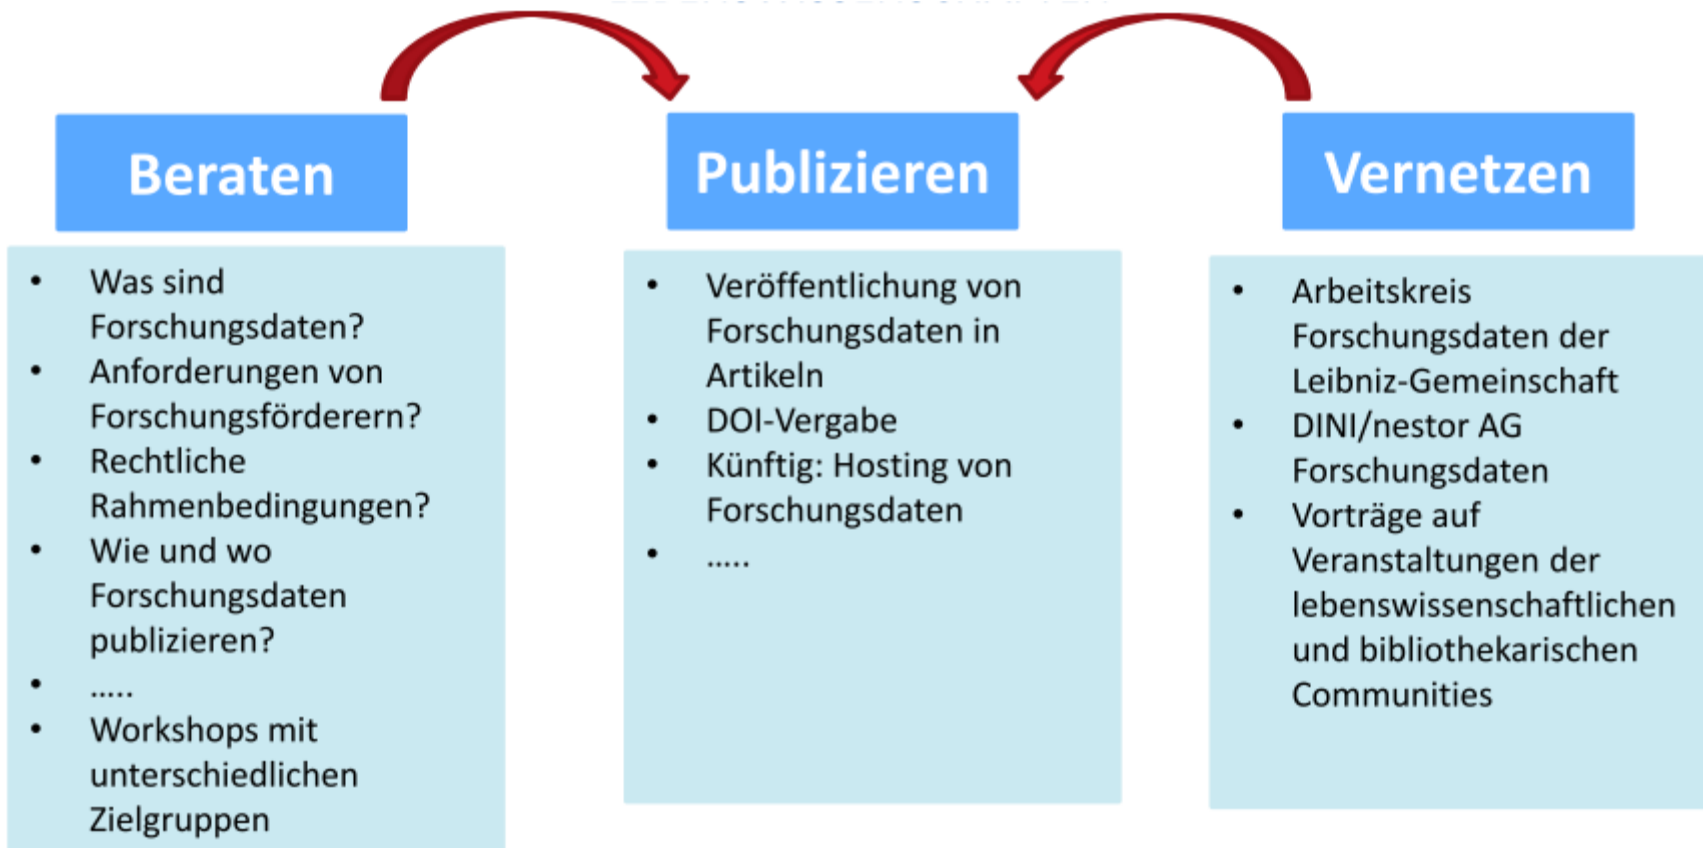 Beraten
• Was sind
Forschungsdaten?
• Anforderungen von
Forschungsförderern?
• Rechtliche
Rahmenbedingungen?
• Wie und wo
Forschungsdaten
publizieren?
• .....
• Workshops mit
unterschiedlichen
Zielgruppen
Publizieren
• Veröffentlichung von
Forschungsdaten in
Artikeln
• DOI-Vergabe
• Künftig: Hosting von
Forschungsdaten
• .....
Vernetzen
• Arbeitskreis
Forschungsdaten der
Leibniz-Gemeinschaft
• DINI/nestor AG
Forschungsdaten
• Vorträge auf
Veranstaltungen der
lebenswissenschaftlichen
und bibliothekarischen
Communities